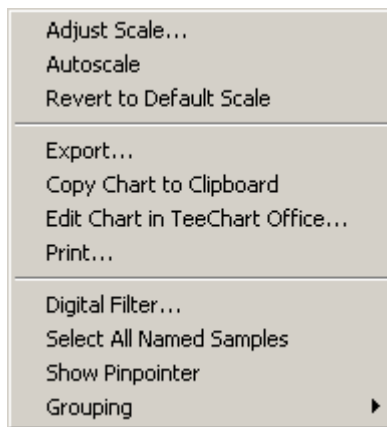 Adjust Scale...
Autoscale
Revert to Default Scale
Export...
Copy Chart to Clipboard
Edit Chart in TeeChart Office...
Print...
Digital Filter...
Select All Named Samples
Show Pinpointer
Grouping